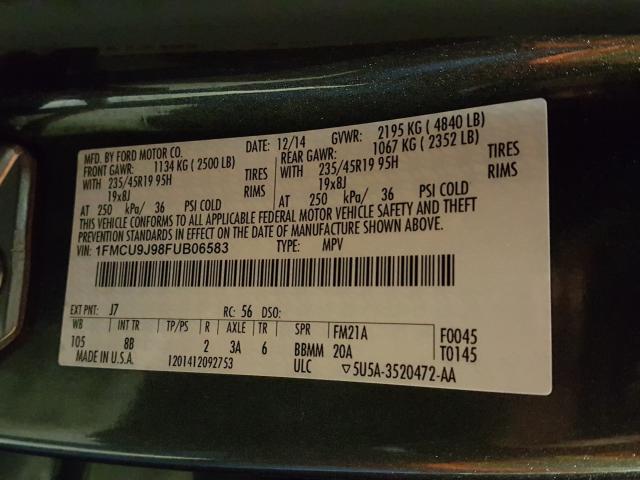 MFD. BY FORD MOTOR CO. DATE: 12/14 GVWR: 2195 KG ( 4840 LB)
FRONT GAWR: 1134 KG ( 2500 LB) REAR GAWR: 1067 KG ( 2352 LB)
WITH 235/45R19 95H TIRES WITH 235/45R19 95H TIRES
19x8J RIMS 19x8J RIMS
AT 250 kPa/ 36 PSI COLD AT 250 kPa/ 36 PSI COLD
THIS VEHICLE CONFORMS TO ALL APPLICABLE FEDERAL MOTOR VEHICLE SAFETY AND THEFT
PREVENTION STANDARDS IN EFFECT ON THE DATE OF MANUFACTURE SHOWN ABOVE.
VIN: 1FMCU9J98FUB06583 TYPE: MPV
EXT PNT: J7 RC: 56 DSO:
WB INT TR TP/PS R AXLE TR SPR FM21A F0045
105 8B 2 3A 6 BBMM 20A T0145
MADE IN U.S.A. 1201412092753 ULC ▽5U5A-3520472-AA